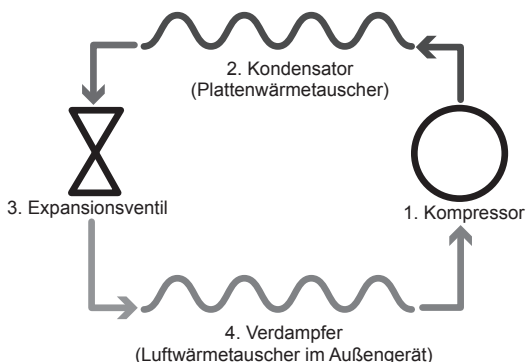 2. Kondensator
(Plattenwärmetauscher)
3. Expansionsventil
1. Kompressor
4. Verdampfer
(Luftwärmetauscher im Außengerät)